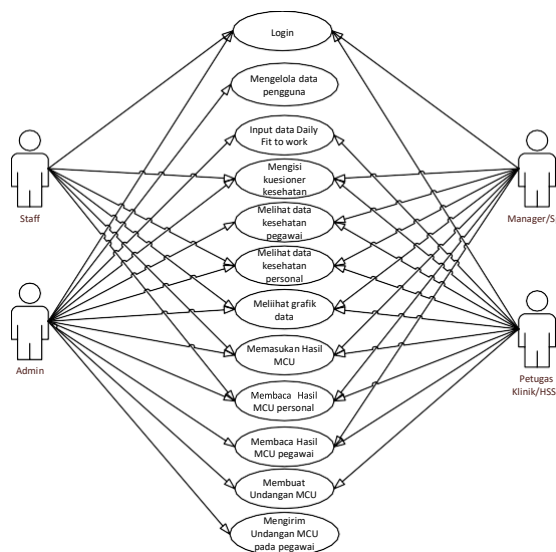 Login
Mengelola data
pengguna
Input data Daily
Fit to work
Mengisi
kuesioner
kesehatan
Melihat data
kesehatan
pegawai
Melihat data
kesehatan
personal
Meliihat grafik
data
Memasukan Hasil
MCU
Membaca Hasil
MCU personal
Membaca Hasil
MCU pegawai
Membuat
Undangan MCU
Mengirim
Undangan MCU
pada pegawai
Staff
Admin
Manager/S
Petugas
Klinik/HSS